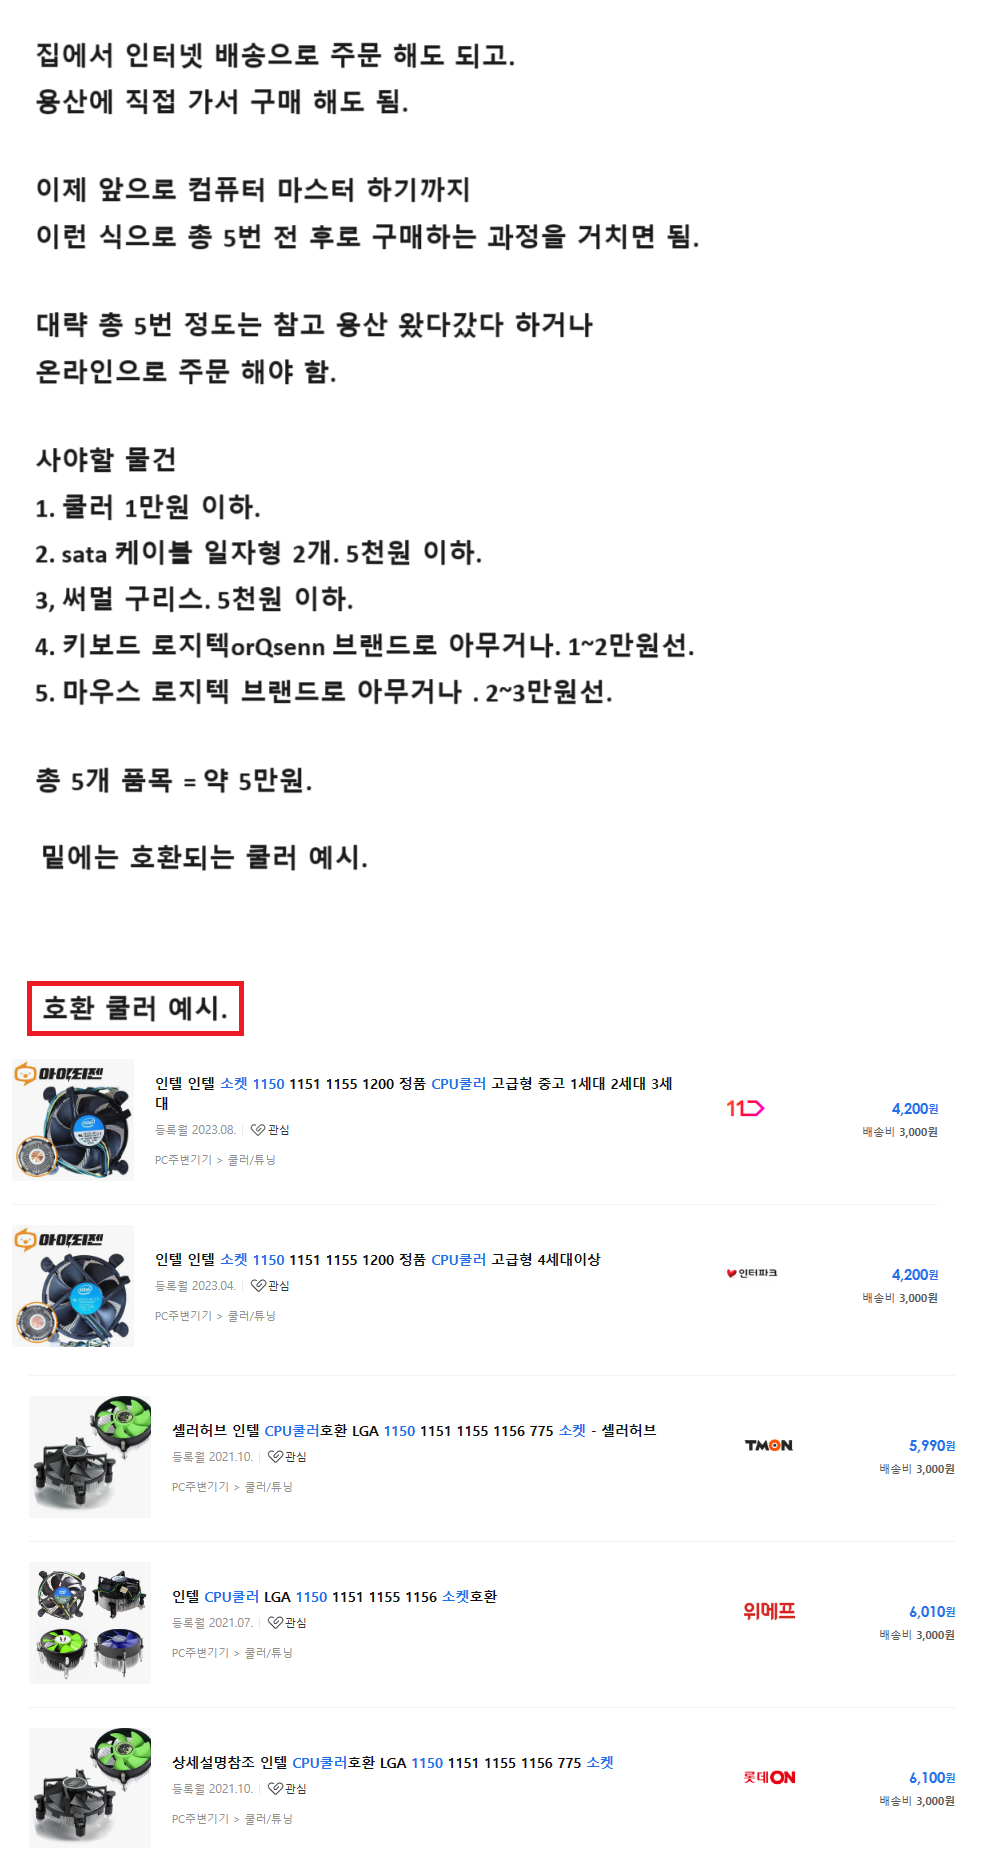 집에서 인터넷 배송으로 주문 해도 되고.
용산에 직접 가서 구매 해도 됨.
이제 앞으로 컴퓨터 마스터 하기까지
이런 식으로 총 5번 전 후로 구매하는 과정을 거치면 됨.
대략 총 5번 정도는 참고 용산 왔다갔다 하거나
온라인으로 주문 해야 함.
사야할 물건
1. 쿨러 1만원 이하.
2. sata 케이블 일자형 2개. 5천원 이하.
3, 써멀 구리스. 5천원 이하.
4. 키보드 로지텍orQsenn 브랜드로 아무거나. 1~2만원선.
5. 마우스 로지텍 브랜드로 아무거나 . 2~3만원선.
총 5개 품목 = 약 5만원.
밑에는 호환되는 쿨러 예시.
호환 쿨러 예시.
아이티젠
인텔 인텔 소켓 1150 1151 1155 1200 정품 CPU쿨러 고급형 중고 1세대 2세대 3세
대
등록월 2023.08. 관심
PC주변기기 > 쿨러/튜닝
11
4,200원
배송비 3,000원
아이티젠
인텔 인텔 소켓 1150 1151 1155 1200 정품 CPU쿨러 고급형 4세대이상
등록월 2023.04. 관심
PC주변기기 > 쿨러/튜닝
인터파크
4,200원
배송비 3,000원
셀러허브 인텔 CPU쿨러호환 LGA 1150 1151 1155 1156 775 소켓 - 셀러허브
등록월 2021.10. 관심
PC주변기기 > 쿨러/튜닝
TMON
5,990원
배송비 3,000원
인텔 CPU쿨러 LGA 1150 1151 1155 1156 소켓호환
등록월 2021.07. 관심
PC주변기기 > 쿨러/튜닝
위메프
6,010원
배송비 3,000원
상세설명참조 인텔 CPU쿨러호환 LGA 1150 1151 1155 1156 775 소켓
등록월 2021.10. 관심
PC주변기기 > 쿨러/튜닝
롯데ON
6,100원
배송비 3,000원